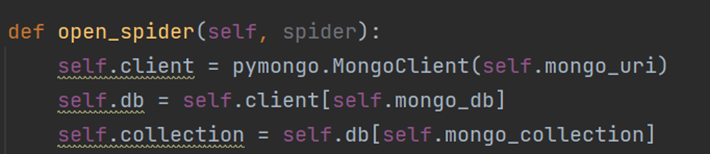 def open_spider(self, spider):
self.client = pymongo.MongoClient(self.mongo_uri)
self.db = self.client[self.mongo_db]
self.collection = self.db[self.mongo_collection]